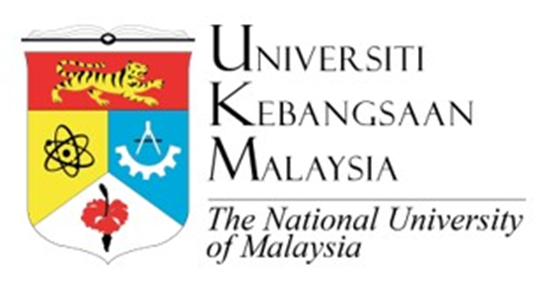 UNIVERSITI
KEBANGSAAN
MALAYSIA
The National University
of Malaysia